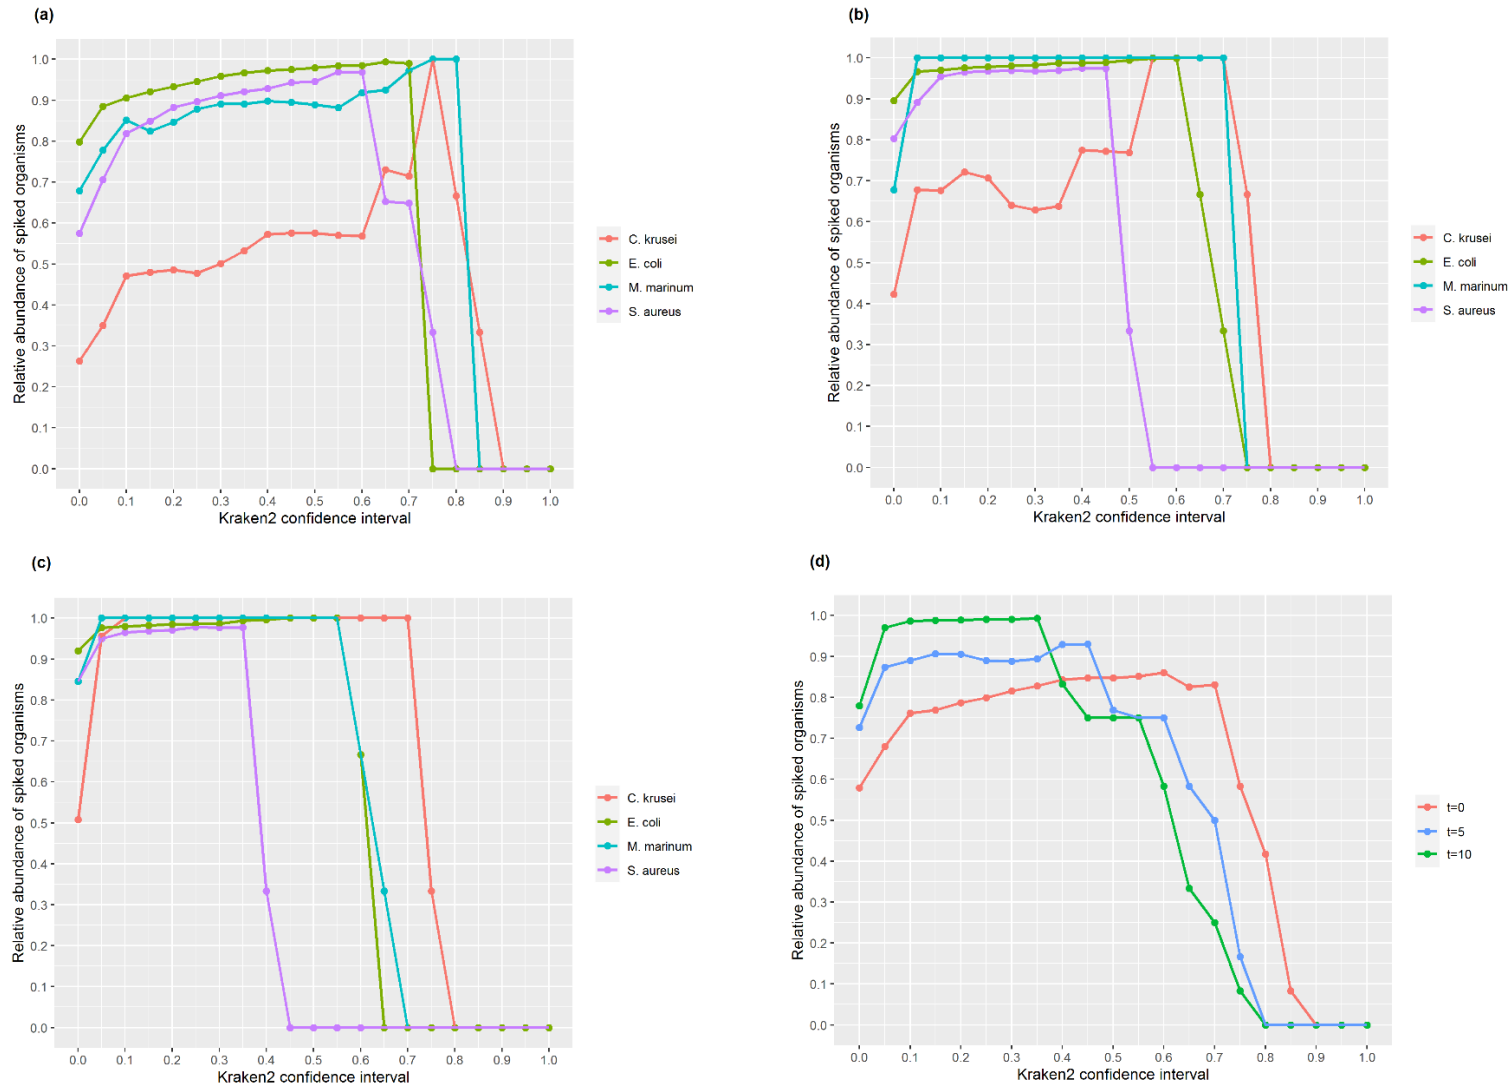 (a)
Relative abundance of spiked organisms
1.0
0.9
0.8
0.7
0.6
0.5
0.4
0.3
0.2
0.1
0.0
0.0 0.1 0.2 0.3 0.4 0.5 0.6 0.7 0.8 0.9 1.0
Kraken2 confidence interval
C. krusei
E. coli
M. marinum
S. aureus
(b)
Relative abundance of spiked organisms
1.0
0.9
0.8
0.7
0.6
0.5
0.4
0.3
0.2
0.1
0.0
0.0 0.1 0.2 0.3 0.4 0.5 0.6 0.7 0.8 0.9 1.0
Kraken2 confidence interval
C. krusei
E. coli
M. marinum
S. aureus
(c)
Relative abundance of spiked organisms
1.0
0.9
0.8
0.7
0.6
0.5
0.4
0.3
0.2
0.1
0.0
0.0 0.1 0.2 0.3 0.4 0.5 0.6 0.7 0.8 0.9 1.0
Kraken2 confidence interval
C. krusei
E. coli
M. marinum
S. aureus
(d)
Relative abundance of spiked organisms
1.0
0.9
0.8
0.7
0.6
0.5
0.4
0.3
0.2
0.1
0.0
0.0 0.1 0.2 0.3 0.4 0.5 0.6 0.7 0.8 0.9 1.0
Kraken2 confidence interval
t=0
t=5
t=10